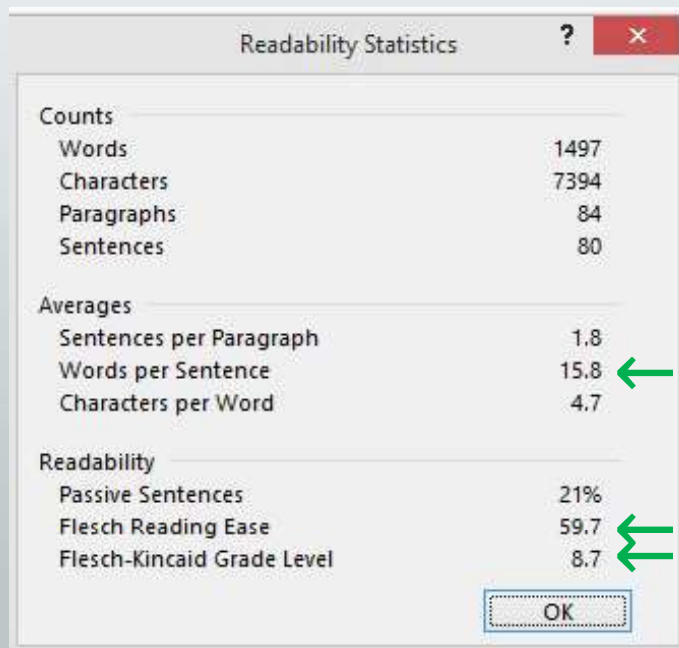 Readability Statistics ? ×
Counts
Words 1497
Characters 7394
Paragraphs 84
Sentences 80
Averages
Sentences per Paragraph 1.8
Words per Sentence 15.8
Characters per Word 4.7
Readability
Passive Sentences 21%
Flesch Reading Ease 59.7
Flesch-Kincaid Grade Level 8.7
OK